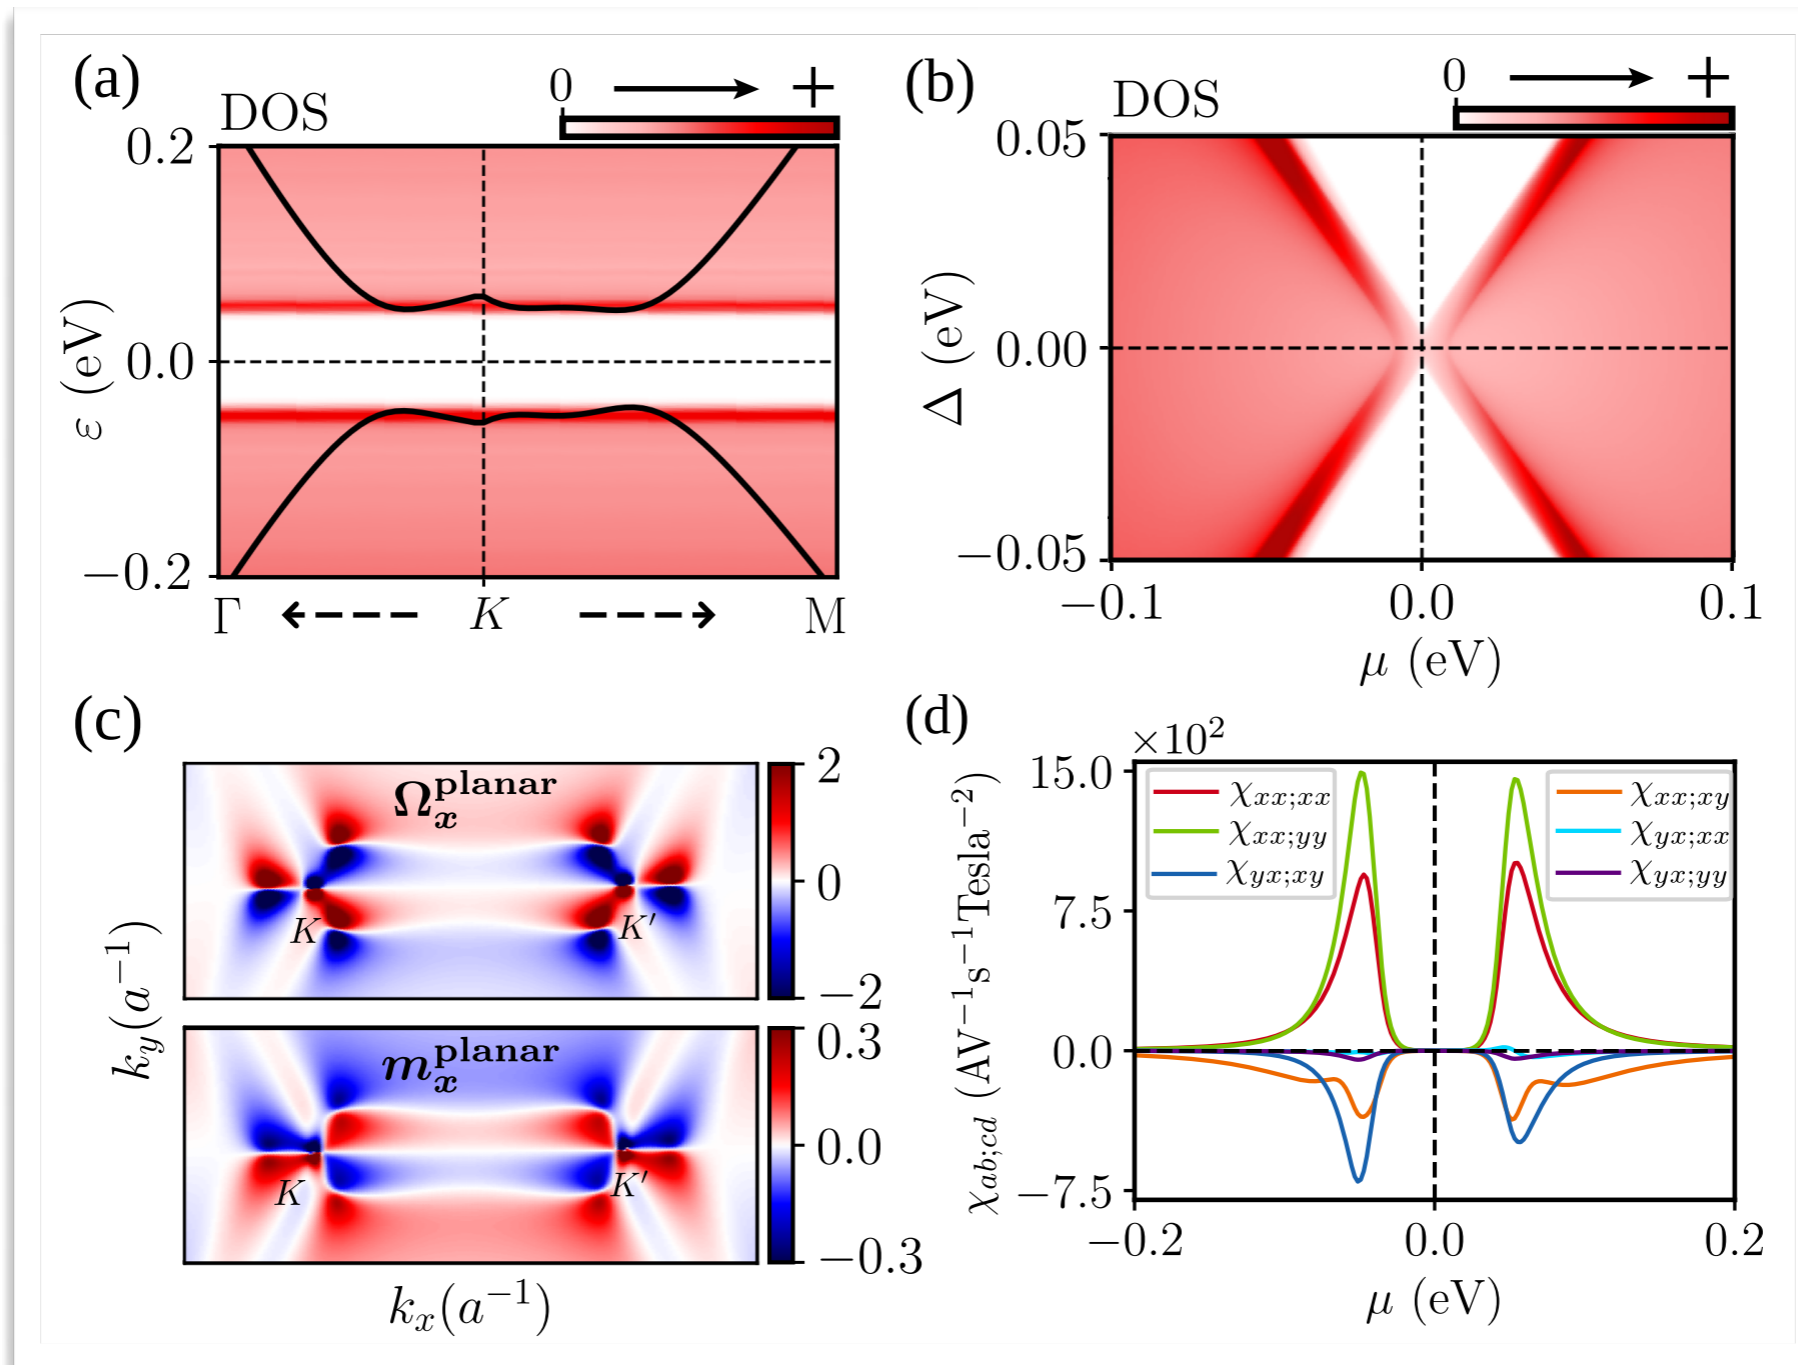 (a)
DOS
0
+
0.2
0.0
−0.2
ε (eV)
Γ
K
M
(b)
DOS
0
+
0.05
0.00
−0.05
Δ (eV)
−0.1
0.0
0.1
μ (eV)
(c)
Ω_x^planar
K
K′
2
0
−2
m_x^planar
K
K′
0.3
0.0
−0.3
k_y(a⁻¹)
k_x(a⁻¹)
(d)
×10²
15.0
7.5
0.0
−7.5
χ_ab;cd (AV⁻¹s⁻¹Tesla⁻²)
χ_xx;xx
χ_xx;yy
χ_yx;xy
χ_xx;xy
χ_yx;xx
χ_yx;yy
−0.2
0.0
0.2
μ (eV)